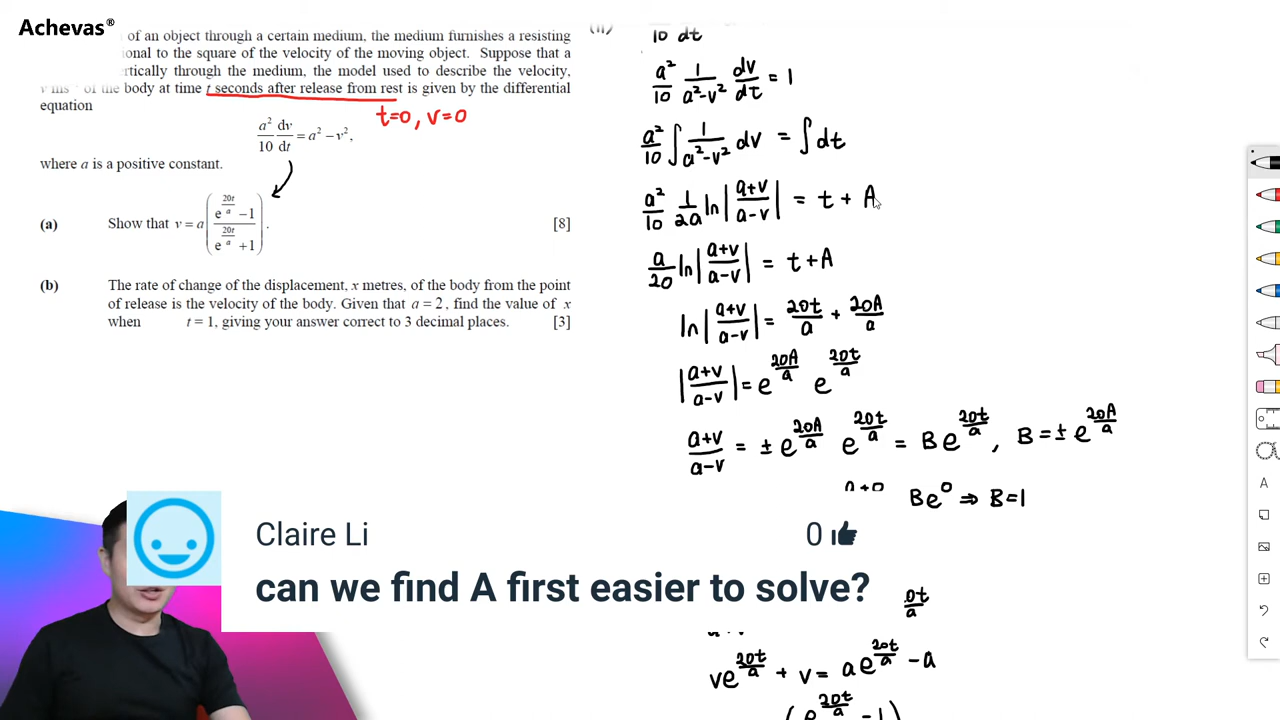 Achevas®
of an object through a certain medium, the medium furnishes a resisting
ional to the square of the velocity of the moving object. Suppose that a
rtically through the medium, the model used to describe the velocity,
v ms⁻¹ of the body at time t seconds after release from rest is given by the differential
equation
t=0, v=0
a²/10 dv/dt = a² − v²,
where a is a positive constant.
(a) Show that v = a((e^(20t/a) − 1)/(e^(20t/a) + 1)). [8]
(b) The rate of change of the displacement, x metres, of the body from the point
of release is the velocity of the body. Given that a = 2, find the value of x
when t = 1, giving your answer correct to 3 decimal places. [3]
(ii)
10 dt
a²/10 1/(a²−v²) dv/dt = 1
a²/10 ∫ 1/(a²−v²) dv = ∫ dt
a²/10 1/2a ln|(a+v)/(a−v)| = t + A
a/20 ln|(a+v)/(a−v)| = t + A
ln|(a+v)/(a−v)| = 20t/a + 20A/a
|(a+v)/(a−v)| = e^(20A/a) e^(20t/a)
(a+v)/(a−v) = ± e^(20A/a) e^(20t/a) = Be^(20t/a), B = ± e^(20A/a)
a+0 Be⁰ ⇒ B=1
Claire Li
0
can we find A first easier to solve?
ve^(20t/a) + v = ae^(20t/a) − a
(e^(20t/a) − 1)
A